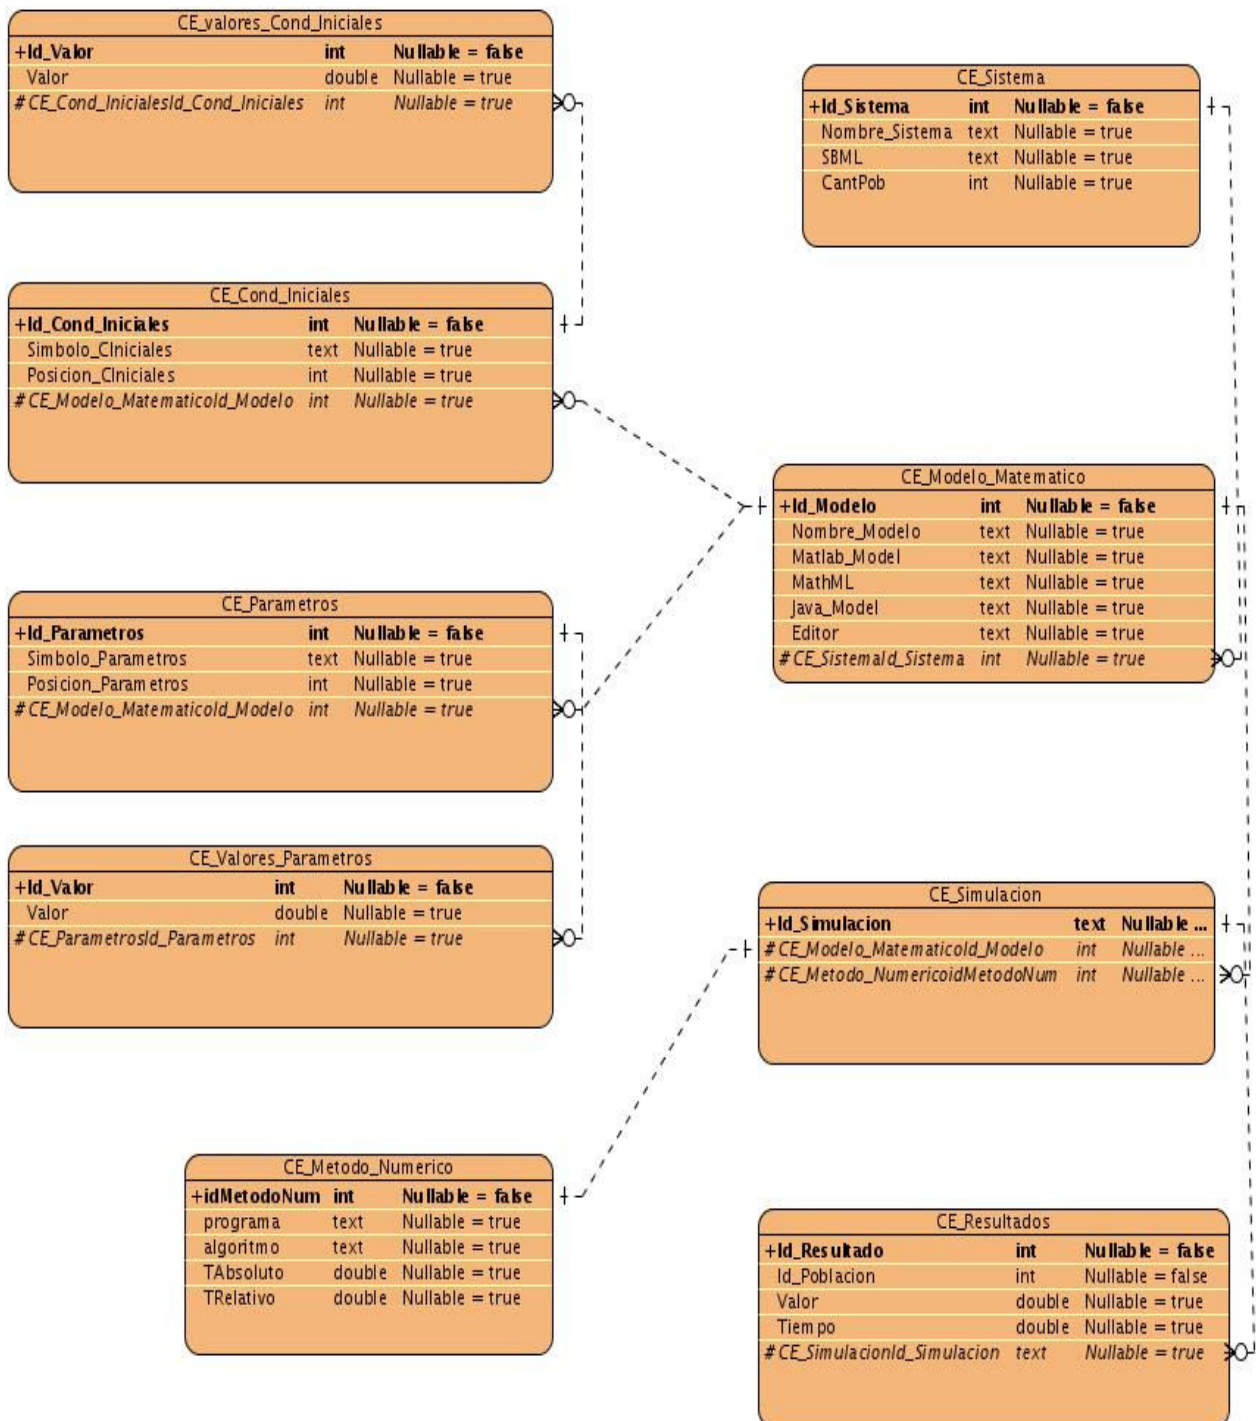 CE_valores_Cond_Iniciales
+Id_Valor int Nullable = false
Valor double Nullable = true
#CE_Cond_InicialesId_Cond_Iniciales int Nullable = true
CE_Sistema
+Id_Sistema int Nullable = false
Nombre_Sistema text Nullable = true
SBML text Nullable = true
CantPob int Nullable = true
CE_Cond_Iniciales
+Id_Cond_Iniciales int Nullable = false
Simbolo_CIniciales text Nullable = true
Posicion_CIniciales int Nullable = true
#CE_Modelo_MatematicoId_Modelo int Nullable = true
CE_Modelo_Matematico
+Id_Modelo int Nullable = false
Nombre_Modelo text Nullable = true
Matlab_Model text Nullable = true
MathML text Nullable = true
Java_Model text Nullable = true
Editor text Nullable = true
#CE_SistemaId_Sistema int Nullable = true
CE_Parametros
+Id_Parametros int Nullable = false
Simbolo_Parametros text Nullable = true
Posicion_Parametros int Nullable = true
#CE_Modelo_MatematicoId_Modelo int Nullable = true
CE_Valores_Parametros
+Id_Valor int Nullable = false
Valor double Nullable = true
#CE_ParametrosId_Parametros int Nullable = true
CE_Simulacion
+Id_Simulacion text Nullable ...
#CE_Modelo_MatematicoId_Modelo int Nullable ...
#CE_Metodo_NumericoidMetodoNum int Nullable ...
CE_Metodo_Numerico
+idMetodoNum int Nullable = false
programa text Nullable = true
algoritmo text Nullable = true
TAbsoluto double Nullable = true
TRelativo double Nullable = true
CE_Resultados
+Id_Resultado int Nullable = false
Id_Poblacion int Nullable = false
Valor double Nullable = true
Tiempo double Nullable = true
#CE_SimulacionId_Simulacion text Nullable = true